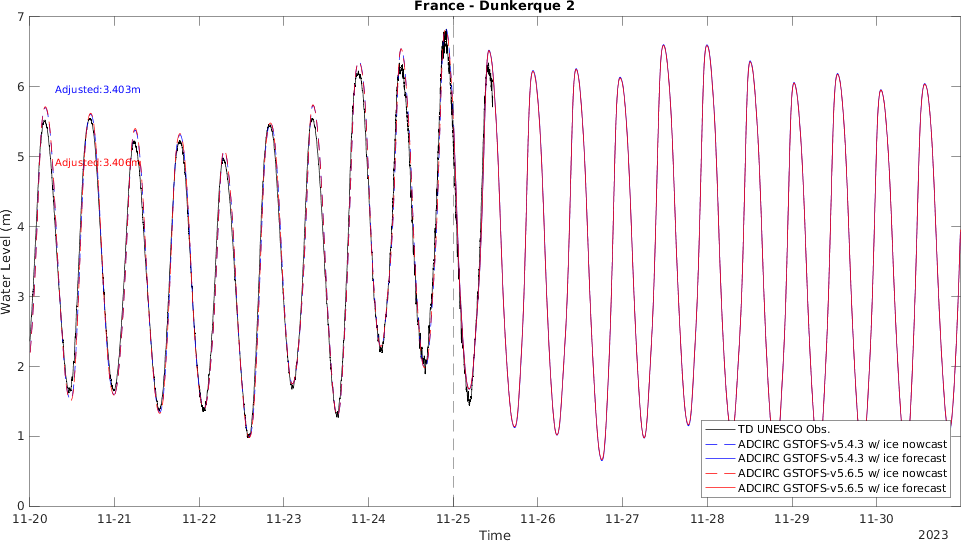 France - Dunkerque 2
7
6
5
4
3
2
1
0
Water Level (m)
Adjusted:3.403m
Adjusted:3.406m
TD UNESCO Obs.
ADCIRC GSTOFS-v5.4.3 w/ ice nowcast
ADCIRC GSTOFS-v5.4.3 w/ ice forecast
ADCIRC GSTOFS-v5.6.5 w/ ice nowcast
ADCIRC GSTOFS-v5.6.5 w/ ice forecast
11-20 11-21 11-22 11-23 11-24 11-25 11-26 11-27 11-28 11-29 11-30
Time
2023